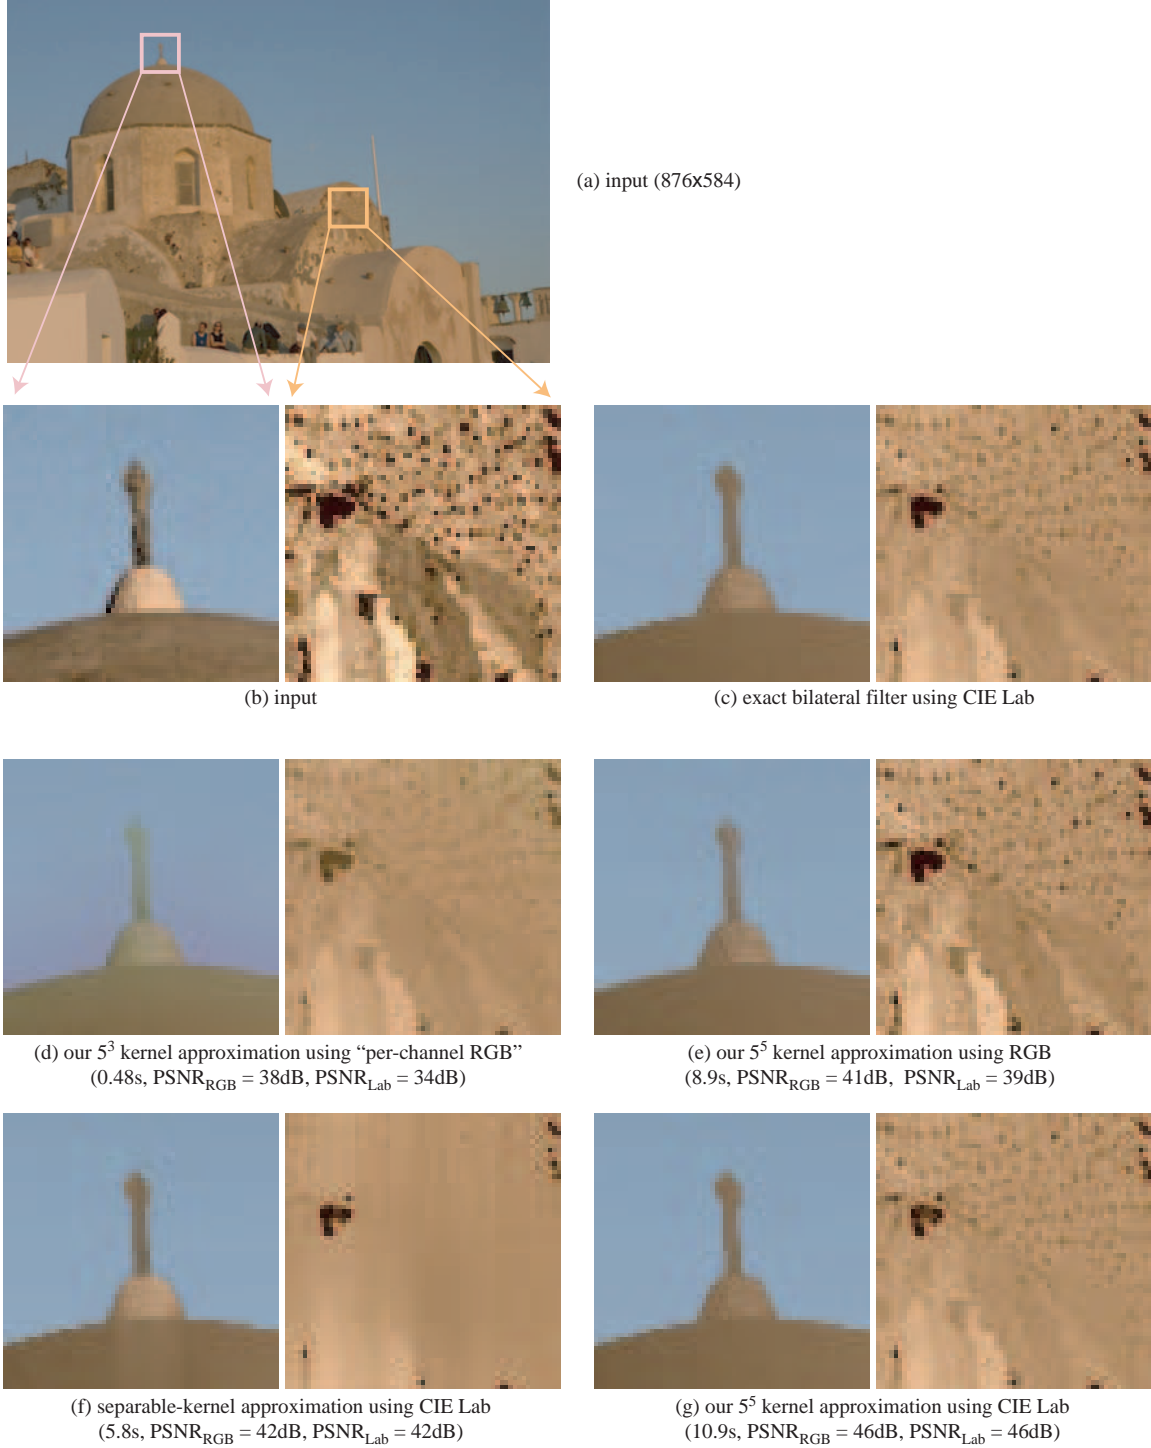 (a) input (876x584)
(b) input
(c) exact bilateral filter using CIE Lab
(d) our 5³ kernel approximation using “per-channel RGB”
(0.48s, PSNR_RGB = 38dB, PSNR_Lab = 34dB)
(e) our 5⁵ kernel approximation using RGB
(8.9s, PSNR_RGB = 41dB, PSNR_Lab = 39dB)
(f) separable-kernel approximation using CIE Lab
(5.8s, PSNR_RGB = 42dB, PSNR_Lab = 42dB)
(g) our 5⁵ kernel approximation using CIE Lab
(10.9s, PSNR_RGB = 46dB, PSNR_Lab = 46dB)